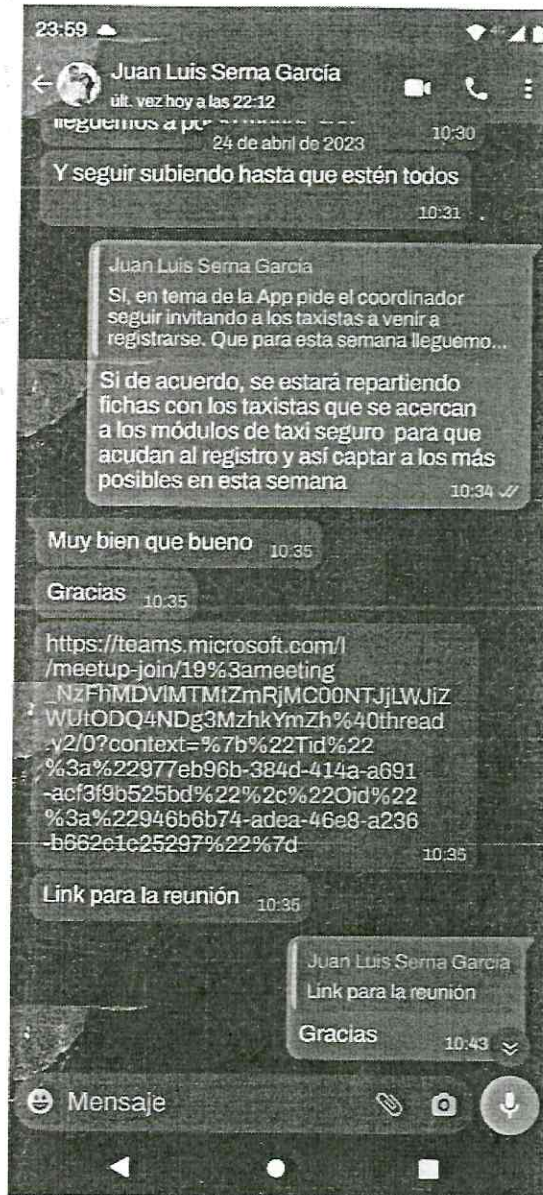 23:59
Juan Luis Serna García
últ. vez hoy a las 22:12
lleguemos a por lo
10:30
24 de abril de 2023
Y seguir subiendo hasta que estén todos
10:31
Juan Luis Serna García
Sí, en tema de la App pide el coordinador
seguir invitando a los taxistas a venir a
registrarse. Que para esta semana lleguemo...
Si de acuerdo, se estará repartiendo
fichas con los taxistas que se acercan
a los módulos de taxi seguro para que
acudan al registro y así captar a los más
posibles en esta semana
10:34
Muy bien que bueno 10:35
Gracias 10:35
https://teams.microsoft.com/l
/meetup-join/19%3ameeting
_NzFhMDVlMTMtZmRjMC00NTJjLWJiZ
WUtODQ4NDg3MzhkYmZh%40thread
.v2/0?context=%7b%22Tid%22
%3a%22977eb96b-384d-414a-a691
-acf3f9b525bd%22%2c%22Oid%22
%3a%22946b6b74-adea-46e8-a236
-b662c1c25297%22%7d
10:35
Link para la reunión 10:35
Juan Luis Serna García
Link para la reunión
Gracias 10:43
Mensaje